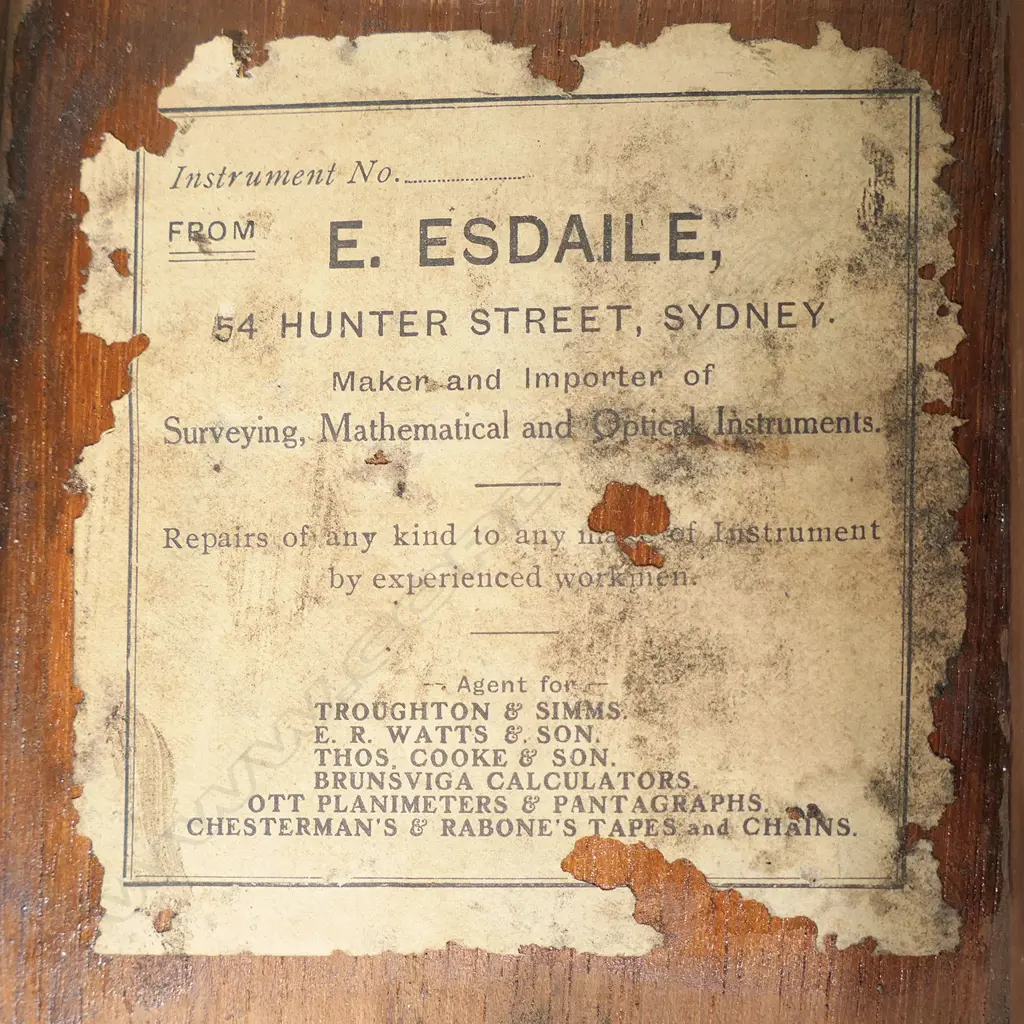 Instrument No.
FROM
E. ESDAILE,
54 HUNTER STREET, SYDNEY.
Maker and Importer of
Surveying, Mathematical and Optical Instruments.
Repairs of any kind to any of Instrument
by experienced workmen.
Agent for
TROUGHTON & SIMMS.
E. R. WATTS & SON.
THOS. COOKE & SON.
BRUNSVIGA CALCULATORS.
OTT PLANIMETERS & PANTAGRAPHS.
CHESTERMAN'S & RABONE'S TAPES and CHAINS.